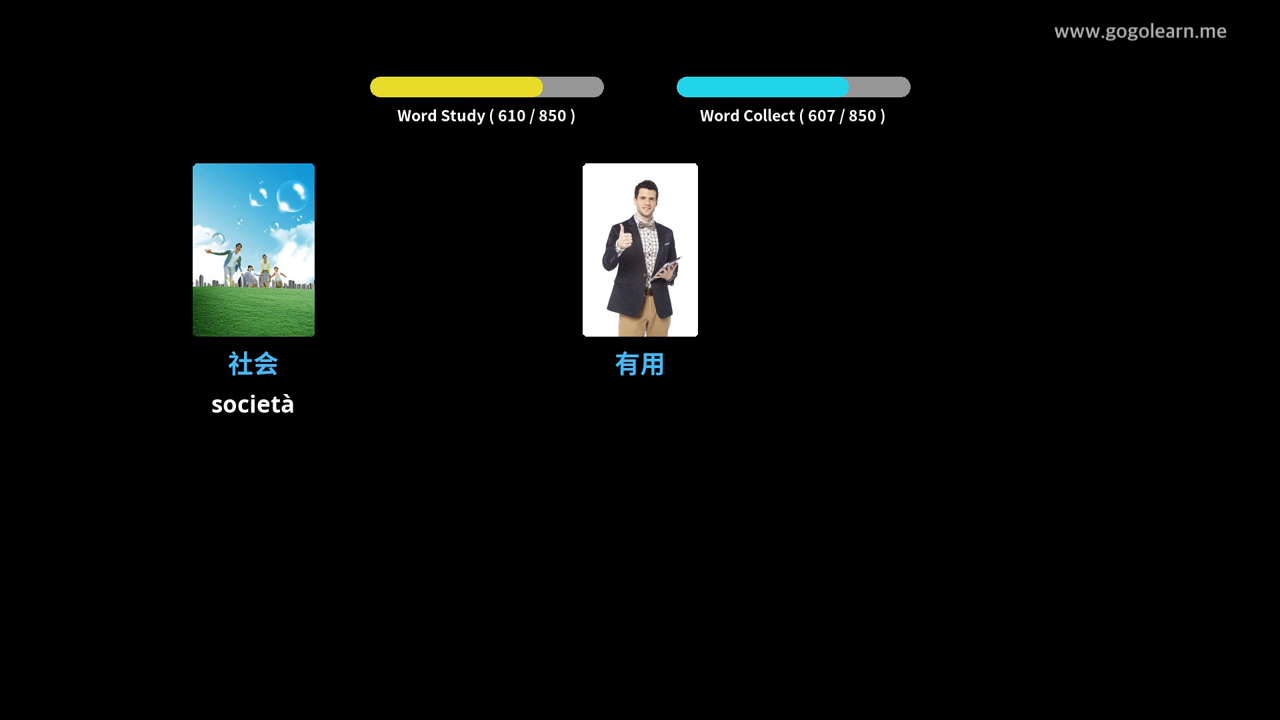 www.gogolearn.me
Word Study ( 610 / 850 )
Word Collect ( 607 / 850 )
社会
有用
società